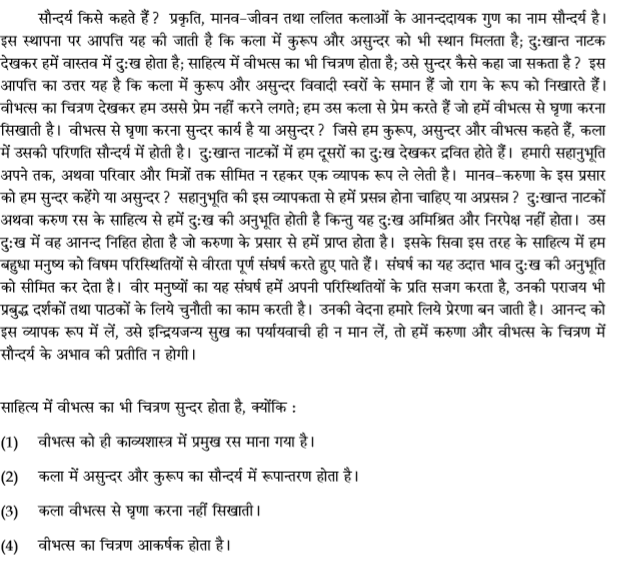 सौन्दर्य किसे कहते हैं ? प्रकृति, मानव-जीवन तथा ललित कलाओं के आनन्ददायक गुण का नाम सौन्दर्य है।
इस स्थापना पर आपत्ति यह की जाती है कि कला में कुरूप और असुन्दर को भी स्थान मिलता है; दुःखान्त नाटक
देखकर हमें वास्तव में दुःख होता है; साहित्य में वीभत्स का भी चित्रण होता है; उसे सुन्दर कैसे कहा जा सकता है ? इस
आपत्ति का उत्तर यह है कि कला में कुरूप और असुन्दर विवादी स्वरों के समान हैं जो राग के रूप को निखारते हैं।
वीभत्स का चित्रण देखकर हम उससे प्रेम नहीं करने लगते; हम उस कला से प्रेम करते हैं जो हमें वीभत्स से घृणा करना
सिखाती है। वीभत्स से घृणा करना सुन्दर कार्य है या असुन्दर ? जिसे हम कुरूप, असुन्दर और वीभत्स कहते हैं, कला
में उसकी परिणति सौन्दर्य में होती है। दुःखान्त नाटकों में हम दूसरों का दुःख देखकर द्रवित होते हैं। हमारी सहानुभूति
अपने तक, अथवा परिवार और मित्रों तक सीमित न रहकर एक व्यापक रूप ले लेती है। मानव-करुणा के इस प्रसार
को हम सुन्दर कहेंगे या असुन्दर ? सहानुभूति की इस व्यापकता से हमें प्रसन्न होना चाहिए या अप्रसन्न ? दुःखान्त नाटकों
अथवा करुण रस के साहित्य से हमें दुःख की अनुभूति होती है किन्तु यह दुःख अमिश्रित और निरपेक्ष नहीं होता। उस
दुःख में वह आनन्द निहित होता है जो करुणा के प्रसार से हमें प्राप्त होता है। इसके सिवा इस तरह के साहित्य में हम
बहुधा मनुष्य को विषम परिस्थितियों से वीरता पूर्ण संघर्ष करते हुए पाते हैं। संघर्ष का यह उदात्त भाव दुःख की अनुभूति
को सीमित कर देता है। वीर मनुष्यों का यह संघर्ष हमें अपनी परिस्थितियों के प्रति सजग करता है, उनकी पराजय भी
प्रबुद्ध दर्शकों तथा पाठकों के लिये चुनौती का काम करती है। उनकी वेदना हमारे लिये प्रेरणा बन जाती है। आनन्द को
इस व्यापक रूप में लें, उसे इन्द्रियजन्य सुख का पर्यायवाची ही न मान लें, तो हमें करुणा और वीभत्स के चित्रण में
सौन्दर्य के अभाव की प्रतीति न होगी।
साहित्य में वीभत्स का भी चित्रण सुन्दर होता है, क्योंकि :
(1) वीभत्स को ही काव्यशास्त्र में प्रमुख रस माना गया है।
(2) कला में असुन्दर और कुरूप का सौन्दर्य में रूपान्तरण होता है।
(3) कला वीभत्स से घृणा करना नहीं सिखाती।
(4) वीभत्स का चित्रण आकर्षक होता है।